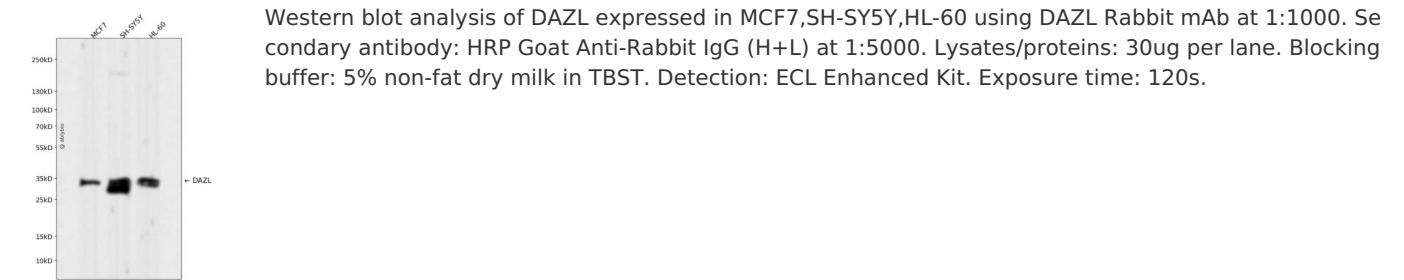 MCF7
SH-SY5Y
HL-60
250kD
130kD
100kD
70kD
55kD
35kD
25kD
15kD
10kD
@ abytes
← DAZL
Western blot analysis of DAZL expressed in MCF7,SH-SY5Y,HL-60 using DAZL Rabbit mAb at 1:1000. Se
condary antibody: HRP Goat Anti-Rabbit IgG (H+L) at 1:5000. Lysates/proteins: 30ug per lane. Blocking
buffer: 5% non-fat dry milk in TBST. Detection: ECL Enhanced Kit. Exposure time: 120s.